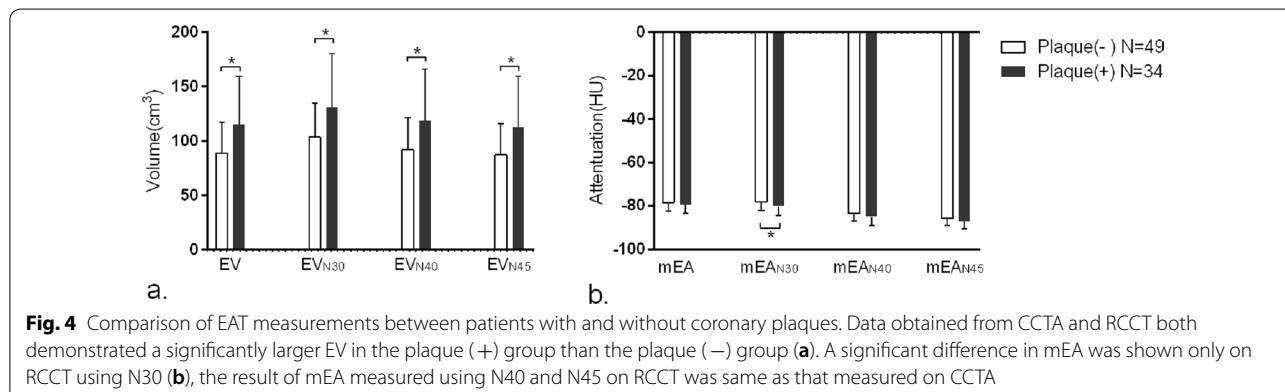 200
150
100
50
0
Volume(cm³)
*
*
*
*
EV
EVN30
EVN40
EVN45
a.
0
-20
-40
-60
-80
-100
Attentuation(HU)
*
mEA
mEAN30
mEAN40
mEAN45
b.
Plaque(-) N=49
Plaque(+) N=34
Fig. 4 Comparison of EAT measurements between patients with and without coronary plaques. Data obtained from CCTA and RCCT both
demonstrated a significantly larger EV in the plaque (+) group than the plaque (−) group (a). A significant difference in mEA was shown only on
RCCT using N30 (b), the result of mEA measured using N40 and N45 on RCCT was same as that measured on CCTA